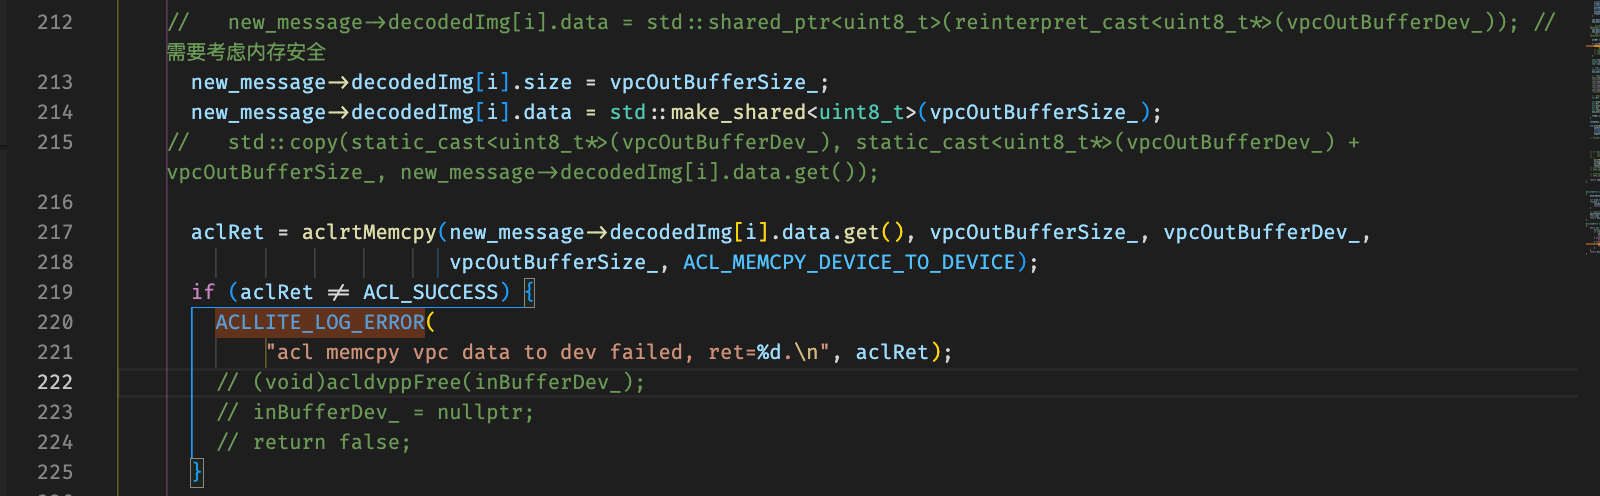 212 //   new_message->decodedImg[i].data = std::shared_ptr<uint8_t>(reinterpret_cast<uint8_t*>(vpcOutBufferDev_)); //
需要考虑内存安全
213 new_message->decodedImg[i].size = vpcOutBufferSize_;
214 new_message->decodedImg[i].data = std::make_shared<uint8_t>(vpcOutBufferSize_);
215 //   std::copy(static_cast<uint8_t*>(vpcOutBufferDev_), static_cast<uint8_t*>(vpcOutBufferDev_) +
vpcOutBufferSize_, new_message->decodedImg[i].data.get());
216
217 aclRet = aclrtMemcpy(new_message->decodedImg[i].data.get(), vpcOutBufferSize_, vpcOutBufferDev_,
218 vpcOutBufferSize_, ACL_MEMCPY_DEVICE_TO_DEVICE);
219 if (aclRet != ACL_SUCCESS) {
220 ACLLITE_LOG_ERROR(
221 "acl memcpy vpc data to dev failed, ret=%d.\n", aclRet);
222 // (void)acldvppFree(inBufferDev_);
223 // inBufferDev_ = nullptr;
224 // return false;
225 }